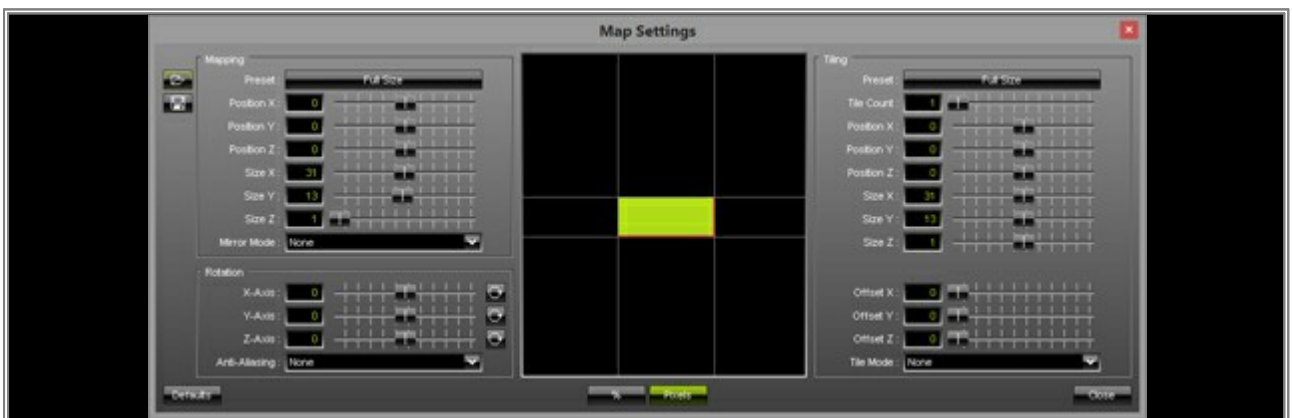 Map Settings
Mapping
Preset : Full Size
Position X : 0
Position Y : 0
Position Z : 0
Size X : 31
Size Y : 13
Size Z : 1
Mirror Mode : None
Rotation
X-Axis : 0
Y-Axis : 0
Z-Axis : 0
Anti-Aliasing : None
Tiling
Preset : Full Size
Tile Count : 1
Position X : 0
Position Y : 0
Position Z : 0
Size X : 31
Size Y : 13
Size Z : 1
Offset X : 0
Offset Y : 0
Offset Z : 0
Tile Mode : None
Defaults
%
Pixels
Close